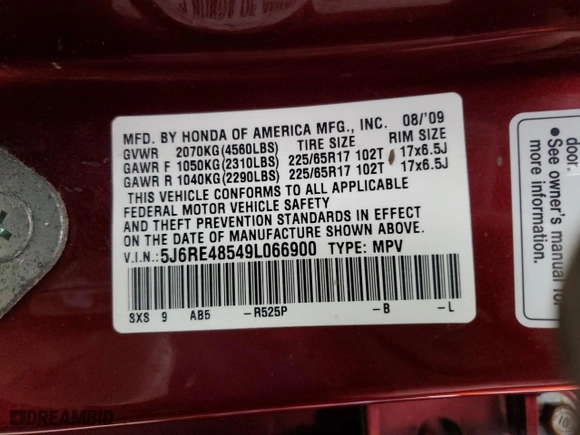 MFD. BY HONDA OF AMERICA MFG., INC. 08/'09
GVWR 2070KG(4560LBS) TIRE SIZE RIM SIZE
GAWR F 1050KG(2310LBS) 225/65R17 102T 17x6.5J
GAWR R 1040KG(2290LBS) 225/65R17 102T 17x6.5J
THIS VEHICLE CONFORMS TO ALL APPLICABLE
FEDERAL MOTOR VEHICLE SAFETY
AND THEFT PREVENTION STANDARDS IN EFFECT
ON THE DATE OF MANUFACTURE SHOWN ABOVE.
V.I.N.:5J6RE48549L066900 TYPE: MPV
SXS 9 AB5 -R525P -B -L
door.
• See owner's manual for
more information.
DREAMBID